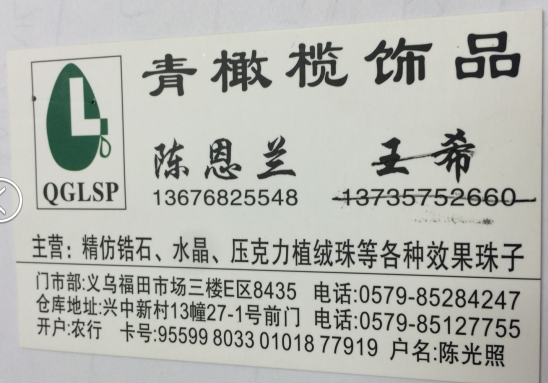 青橄榄饰品
QGLSP
陈恩兰 王希
13676825548 13735752660
主营：精仿锆石、水晶、压克力植绒珠等各种效果珠子
门市部:义乌福田市场三楼E区8435 电话:0579-85284247
仓库地址:兴中新村13幢27-1号前门 电话:0579-85127755
开户:农行 卡号:95599 8033 01018 77919 户名:陈光照